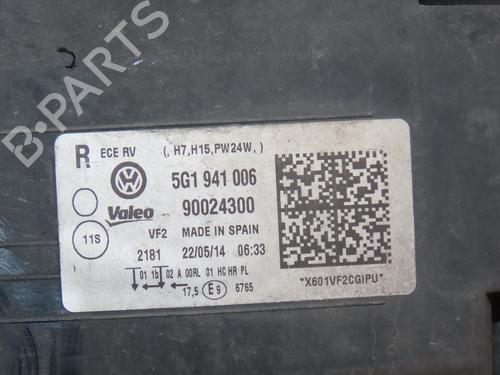 R ECE RV (, H7,H15,PW24W, )
5G1 941 006
Valeo 90024300
11S VF2 MADE IN SPAIN
2181 22/05/14 06:33
01 1b 02 A 00RL 01 HC HR PL
17,5 E9 6765
"X601VF2CGIPU"
B-PARTS